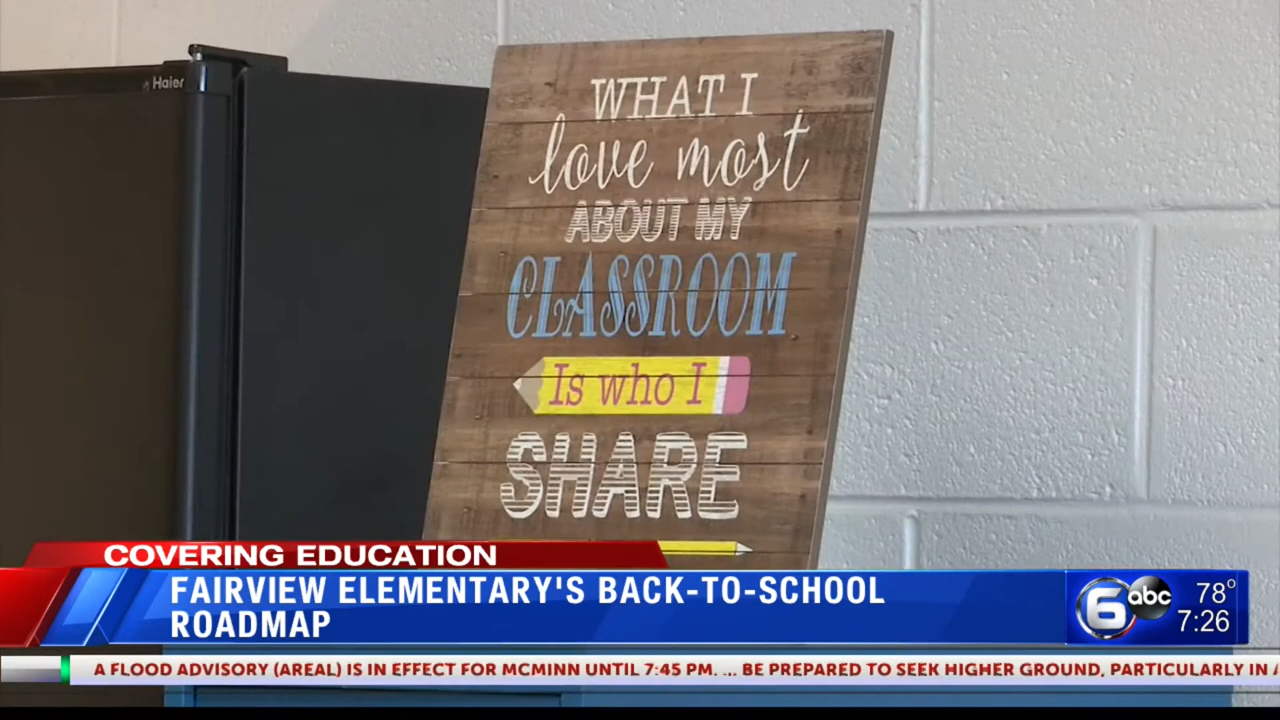 Haier
WHAT I
love most
ABOUT MY
CLASSROOM
Is who I
SHARE
COVERING EDUCATION
FAIRVIEW ELEMENTARY'S BACK-TO-SCHOOL
ROADMAP
6 abc
78°
7:26
A FLOOD ADVISORY (AREAL) IS IN EFFECT FOR MCMINN UNTIL 7:45 PM. ... BE PREPARED TO SEEK HIGHER GROUND, PARTICULARLY IN